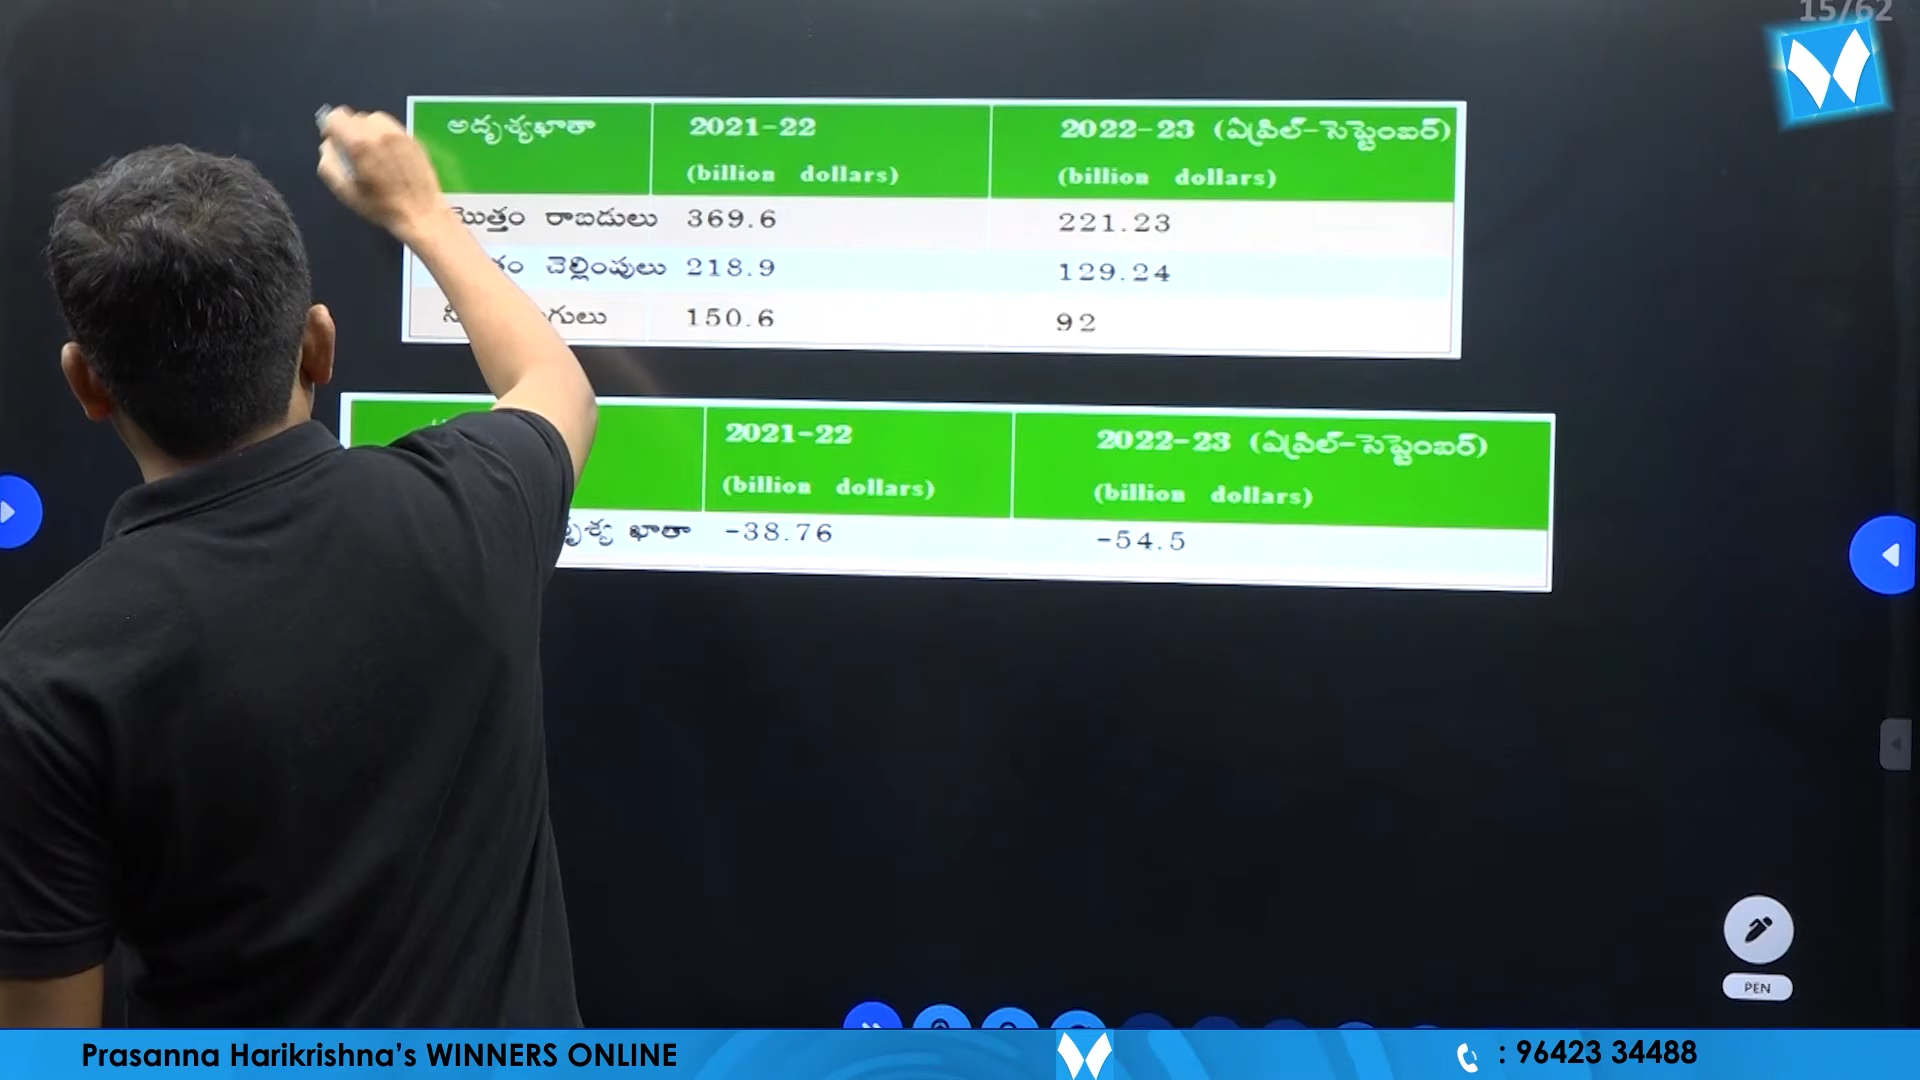 15/62
అదృశ్యఖాతా 2021-22 2022-23 (ఏప్రిల్-సెప్టెంబర్)
(billion dollars) (billion dollars)
మొత్తం రాబడులు 369.6 221.23
చెల్లింపులు 218.9 129.24
150.6 92
2021-22 2022-23 (ఏప్రిల్-సెప్టెంబర్)
(billion dollars) (billion dollars)
ఖాతా -38.76 -54.5
PEN
Prasanna Harikrishna's WINNERS ONLINE : 96423 34488